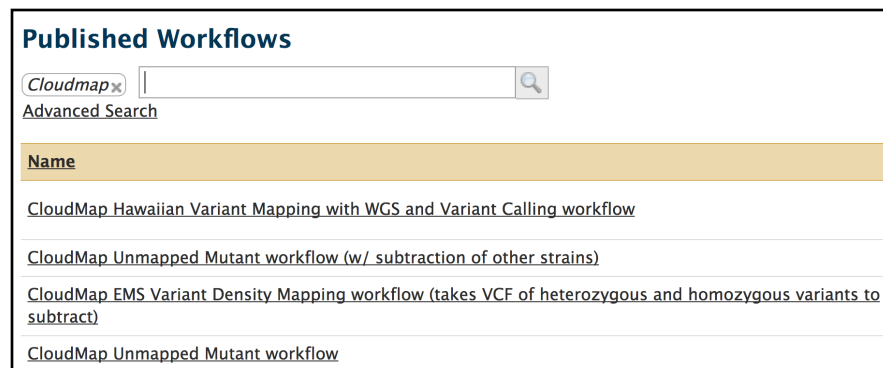 Published Workflows
Cloudmap x
Advanced Search
Name
CloudMap Hawaiian Variant Mapping with WGS and Variant Calling workflow
CloudMap Unmapped Mutant workflow (w/ subtraction of other strains)
CloudMap EMS Variant Density Mapping workflow (takes VCF of heterozygous and homozygous variants to
subtract)
CloudMap Unmapped Mutant workflow